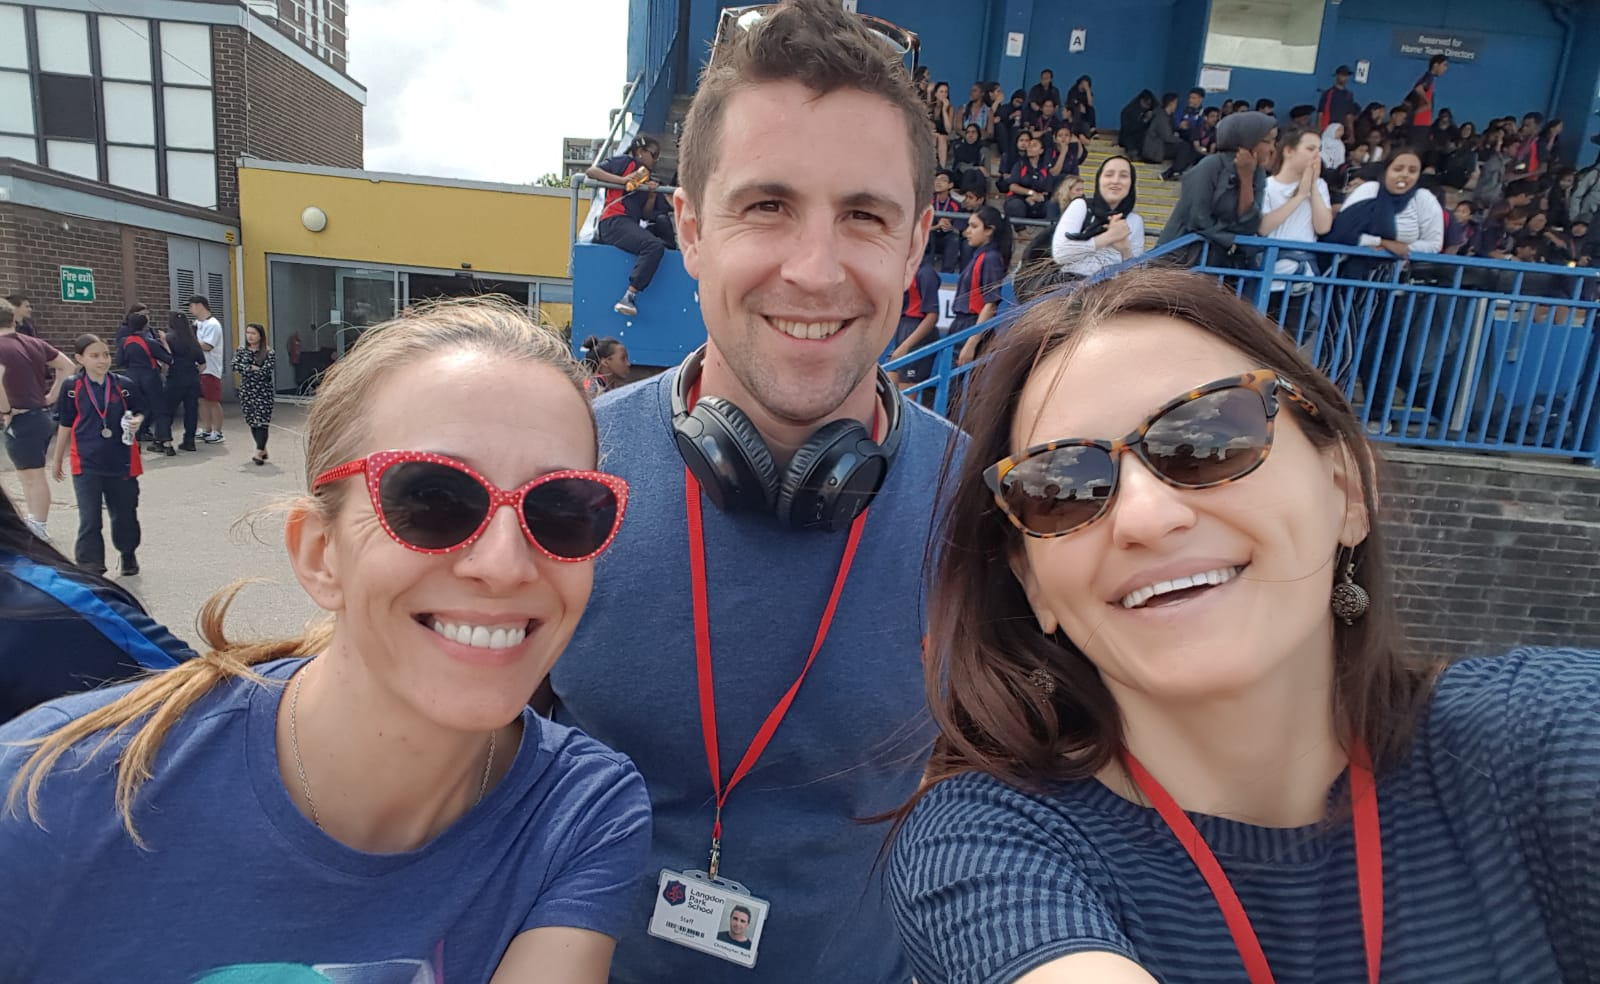 A
Reserved for
Home Team Directors
N
Fire exit
Langdon
Park
School
Staff